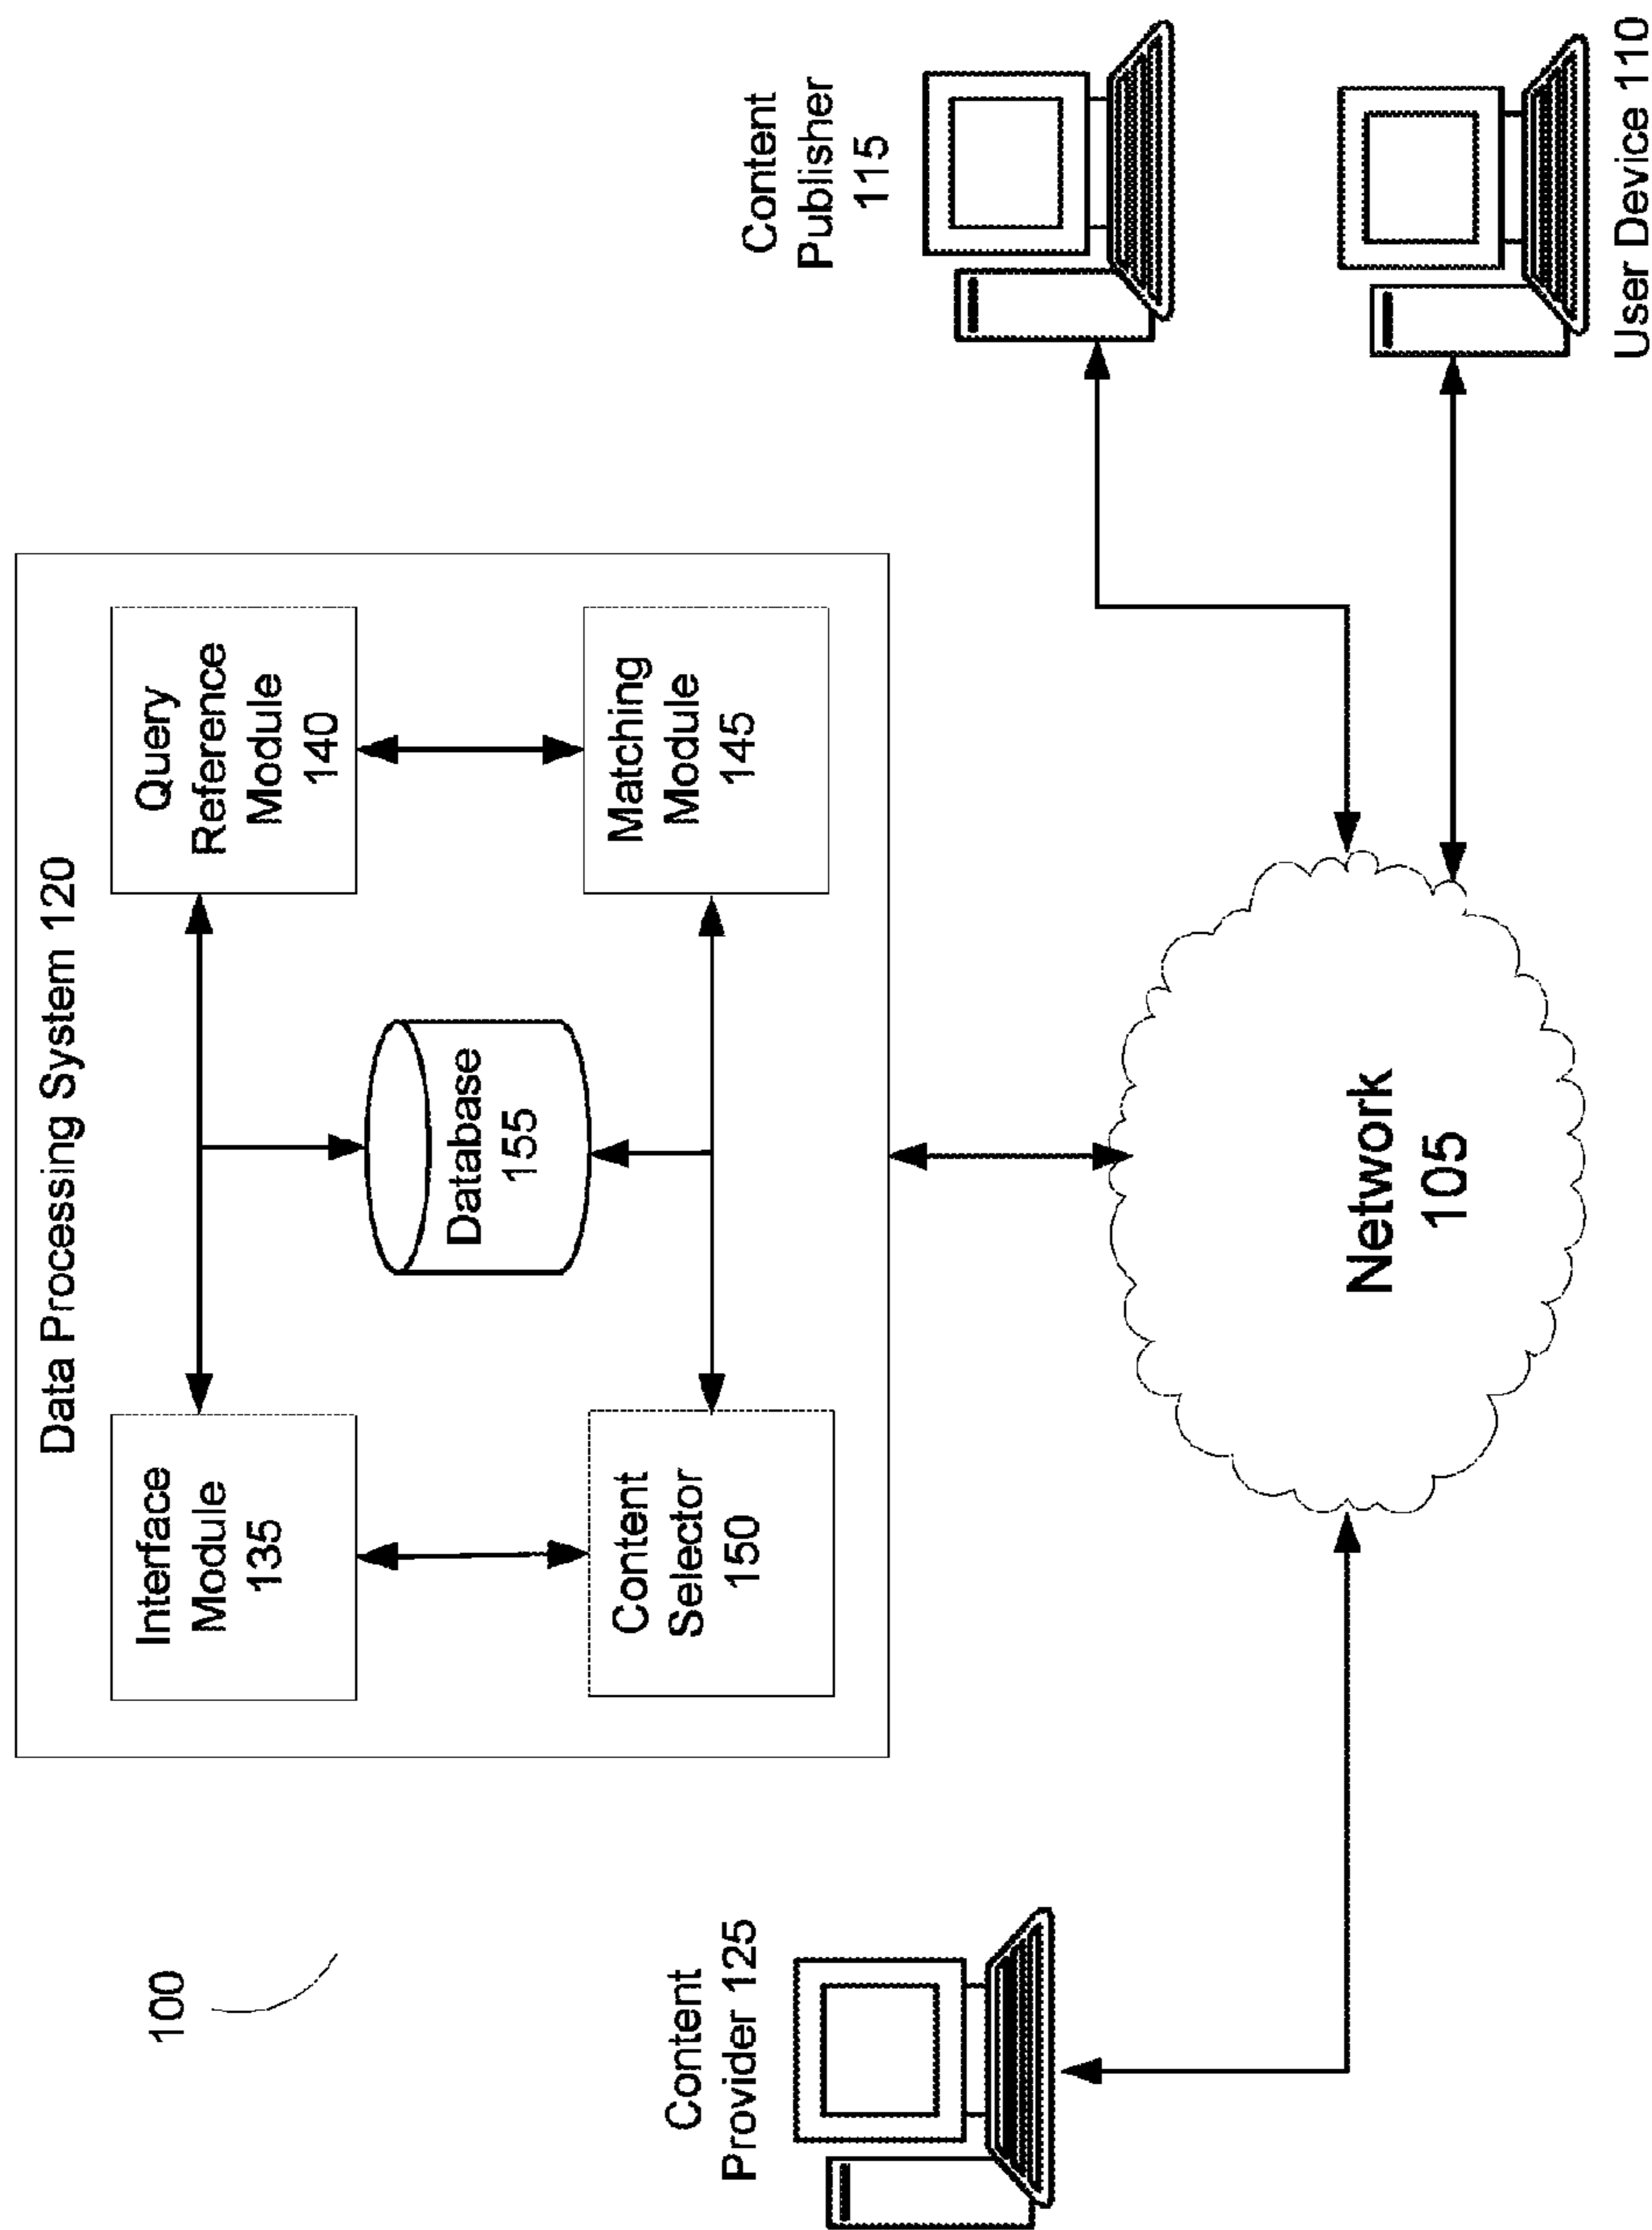 100
Data Processing System 120
Interface
Module
135
Query
Reference
Module
140
Database
155
Content
Selector
150
Matching
Module
145
Content
Provider 125
Content
Publisher
115
Network
105
User Device 110